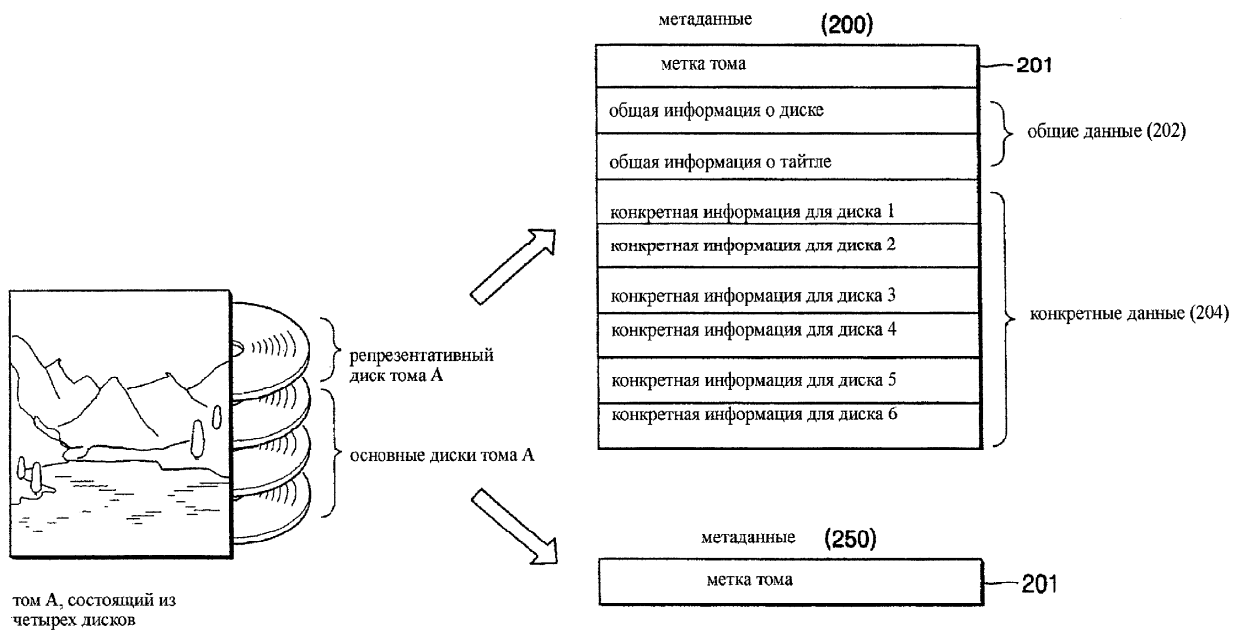 метаданные (200)
метка тома
201
общая информация о диске
общая информация о тайтле
общие данные (202)
конкретная информация для диска 1
конкретная информация для диска 2
конкретная информация для диска 3
конкретная информация для диска 4
конкретная информация для диска 5
конкретная информация для диска 6
конкретные данные (204)
репрезентативный
диск тома А
основные диски тома А
метаданные (250)
метка тома
201
том А, состоящий из
четырех дисков